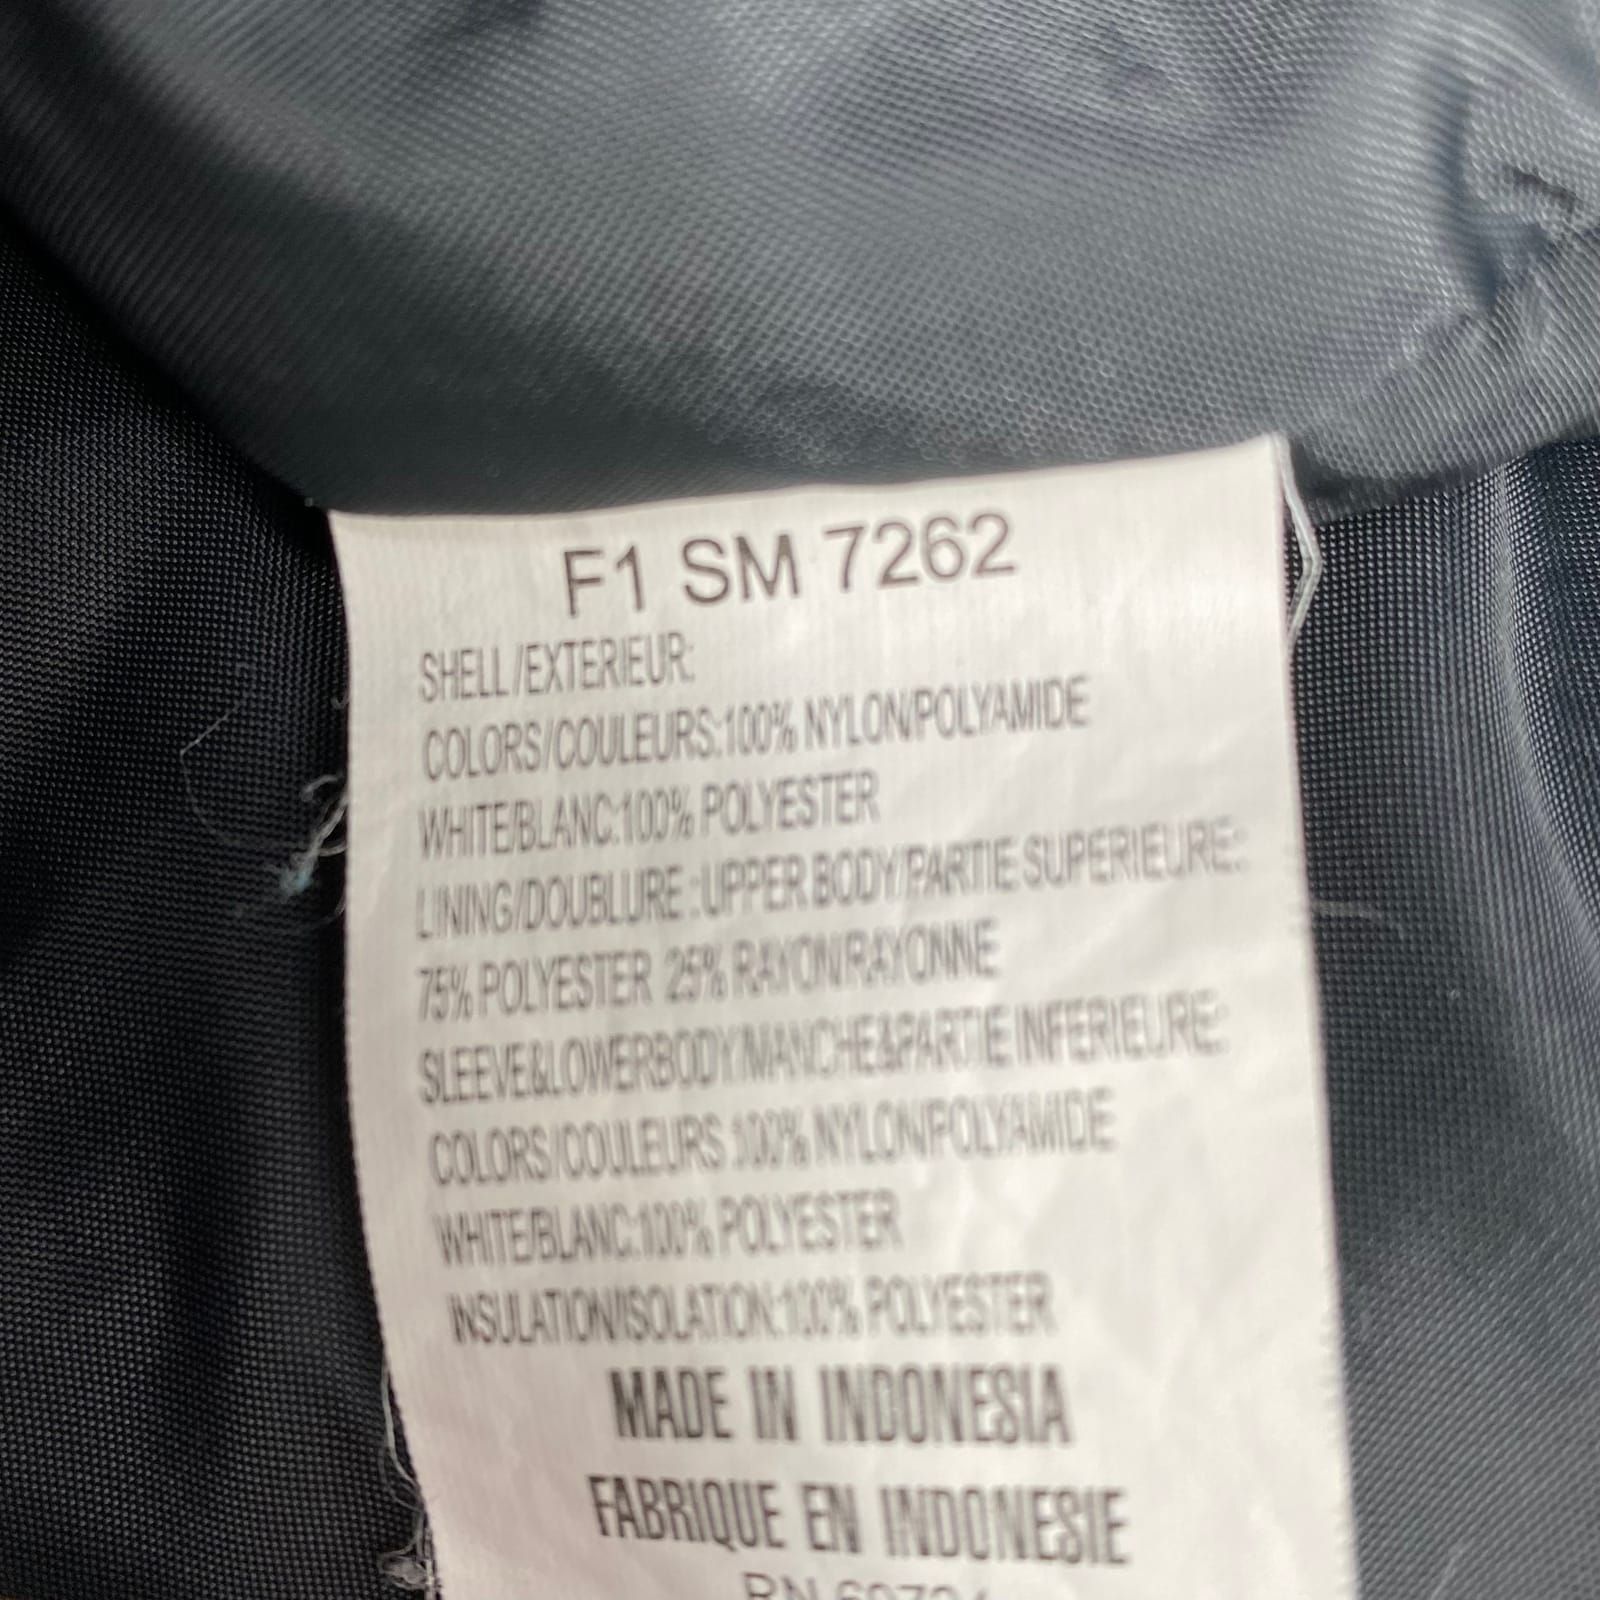 F1 SM 7262
SHELL/EXTERIEUR:
COLORS/COULEURS:100% NYLON/POLYAMIDE
WHITE/BLANC:100% POLYESTER
LINING/DOUBLURE :UPPER BODY/PARTIE SUPERIEURE:
75% POLYESTER 25% RAYON/RAYONNE
SLEEVE&LOWERBODY/MANCHE&PARTIE INFERIEURE:
COLORS/COULEURS:100% NYLON/POLYAMIDE
WHITE/BLANC:100% POLYESTER
INSULATION/ISOLATION:100% POLYESTER
MADE IN INDONESIA
FABRIQUE EN INDONESIE
RN